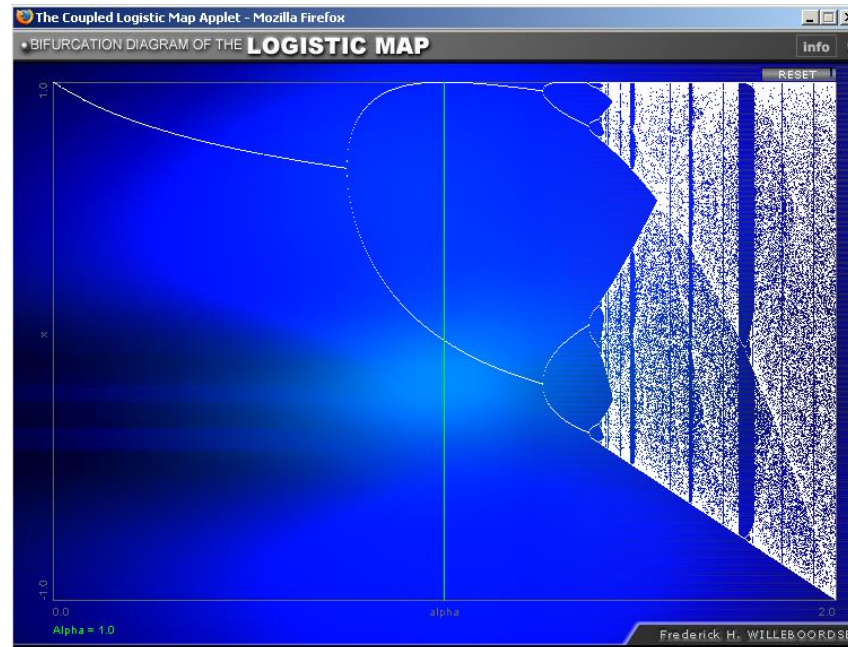 The Coupled Logistic Map Applet - Mozilla Firefox
• BIFURCATION DIAGRAM OF THE LOGISTIC MAP
info
RESET
1.0
x
-1.0
0.0
alpha
2.0
Alpha = 1.0
Frederick H. WILLEBOORDSE